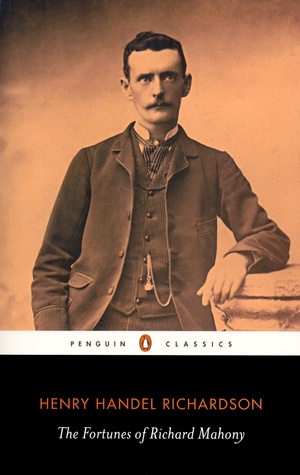 PENGUIN CLASSICS
HENRY HANDEL RICHARDSON
The Fortunes of Richard Mahony